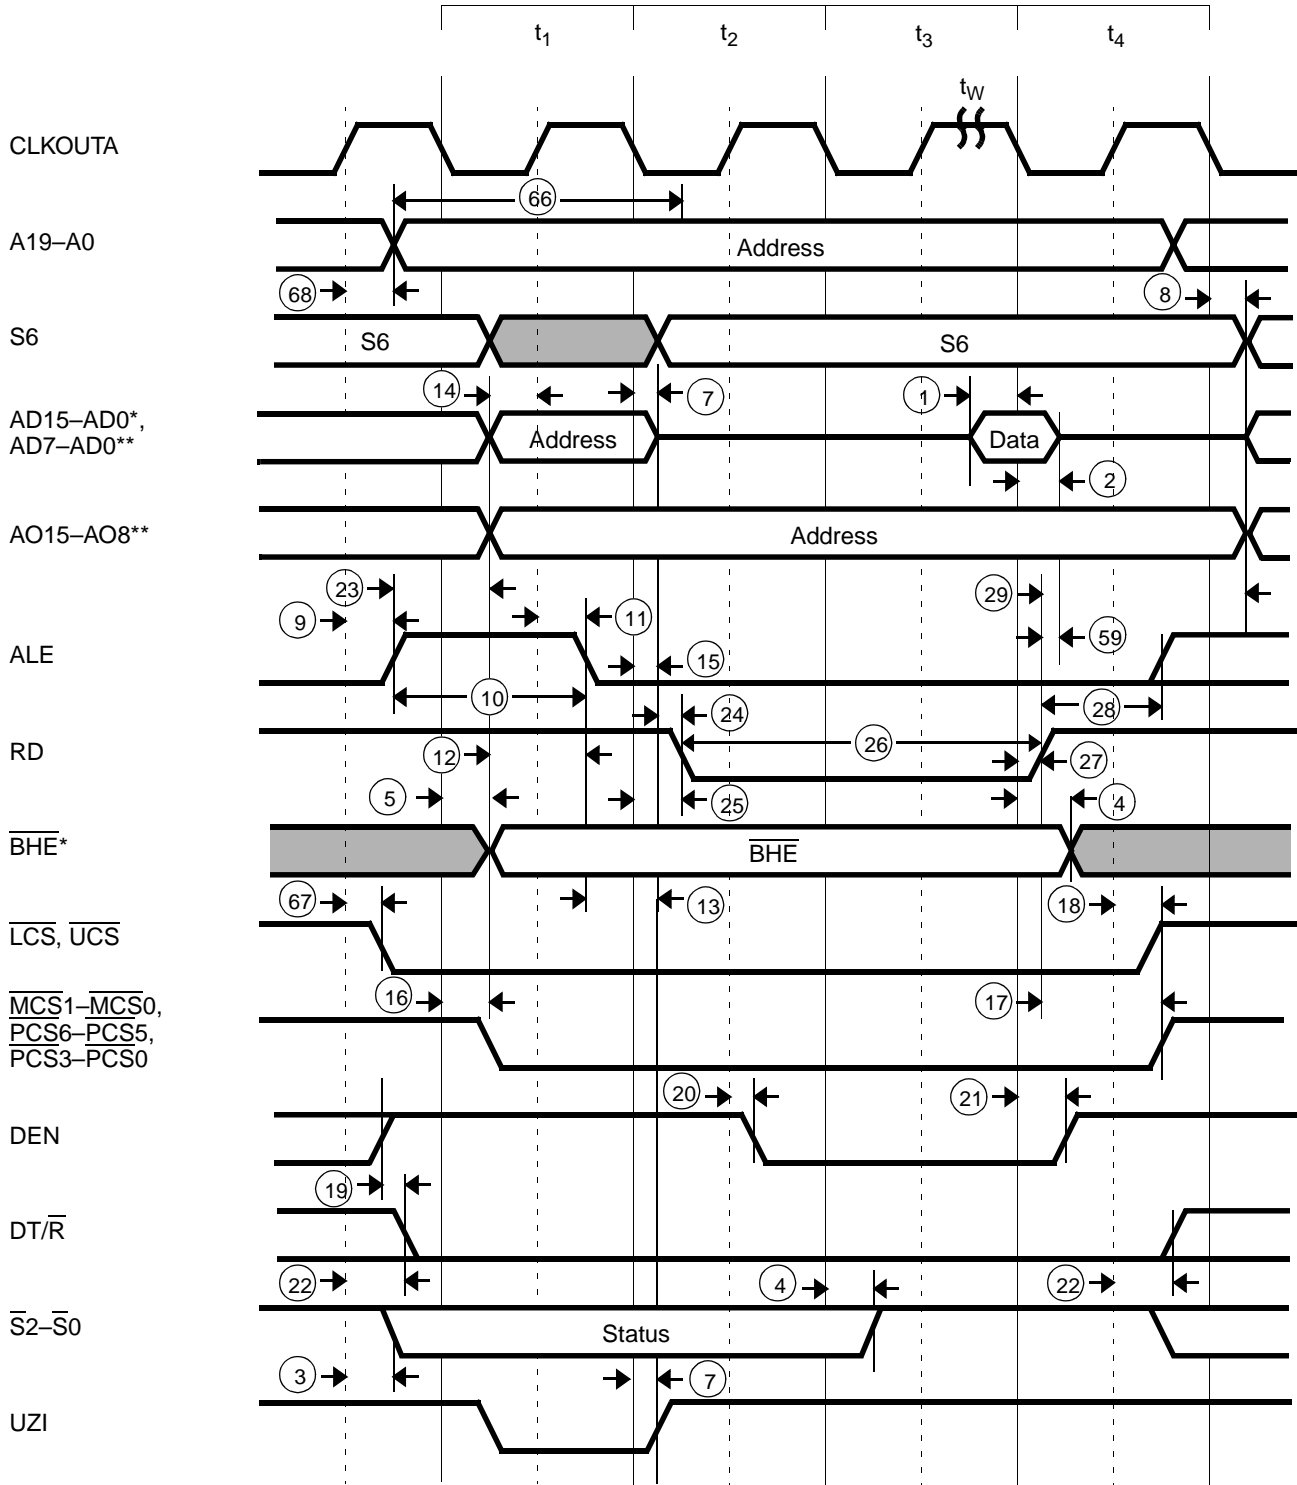 t1 t2 t3 t4
tW
CLKOUTA
66
A19–A0 Address
68 8
S6 S6 S6
14 7 1
AD15–AD0*,
AD7–AD0** Address Data
2
AO15–AO8** Address
23 29
9 11 59
ALE 15
10 24 28
RD 12 26 27
5 25 4
BHE* BHE
67 13 18
LCS, UCS
16 17
MCS1–MCS0,
PCS6–PCS5,
PCS3–PCS0
20 21
DEN
19
DT/R
22 4 22
S2–S0 Status
3 7
UZI